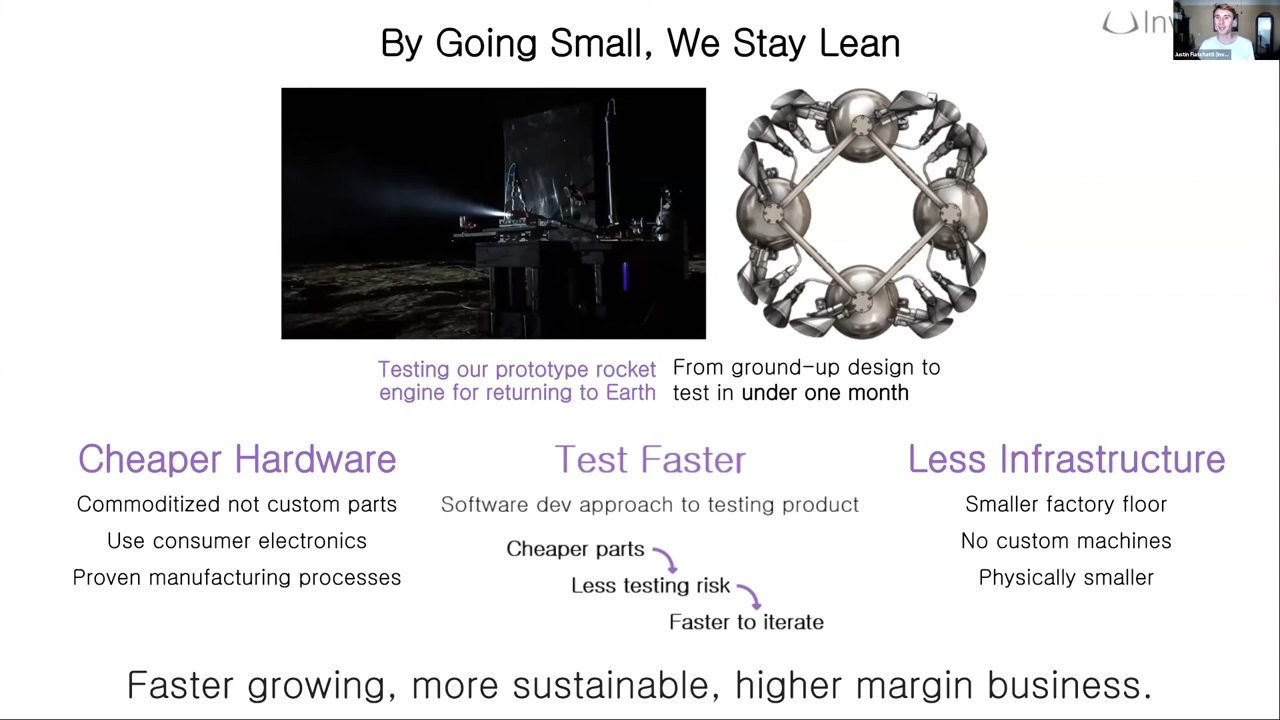 By Going Small, We Stay Lean
Inv
Testing our prototype rocket
engine for returning to Earth
From ground-up design to
test in under one month
Cheaper Hardware
Commoditized not custom parts
Use consumer electronics
Proven manufacturing processes
Test Faster
Software dev approach to testing product
Cheaper parts
Less testing risk
Faster to iterate
Less Infrastructure
Smaller factory floor
No custom machines
Physically smaller
Faster growing, more sustainable, higher margin business.